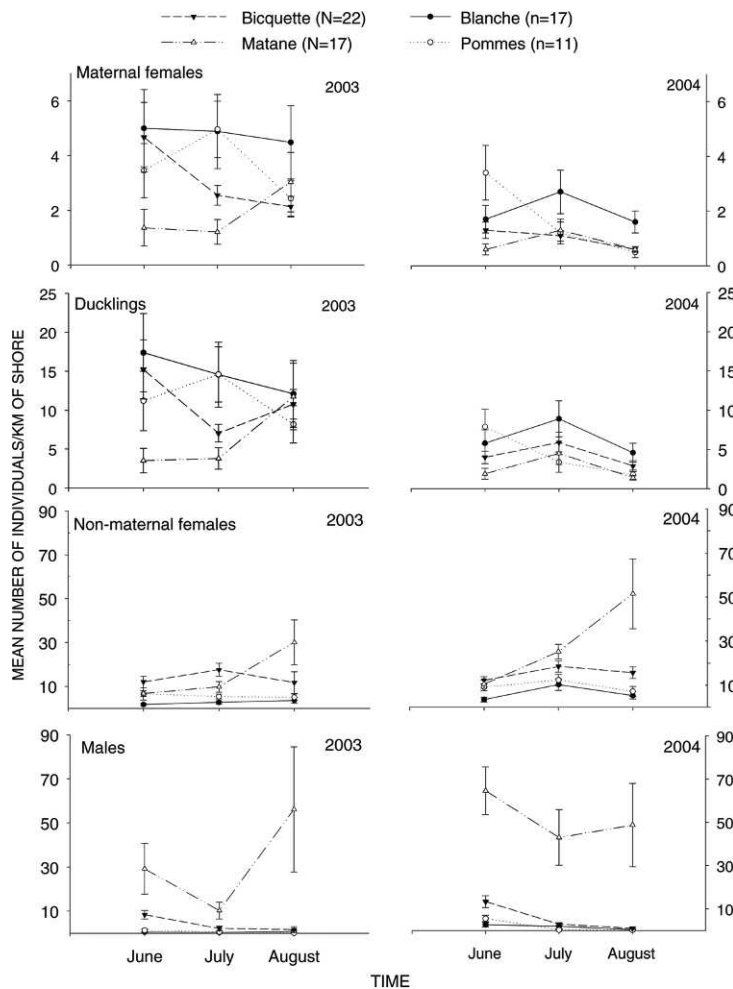 Bicquette (N=22) Blanche (n=17)
Matane (N=17) Pommes (n=11)
Maternal females 2003 2004
6 6
4 4
2 2
0 0
25 25
Ducklings 2003 2004
20 20
15 15
10 10
5 5
0 0
90 90
Non-maternal females 2003 2004
70 70
50 50
30 30
10 10
90 90
Males 2003 2004
70 70
50 50
30 30
10 10
June July August June July August
TIME
MEAN NUMBER OF INDIVIDUALS/KM OF SHORE